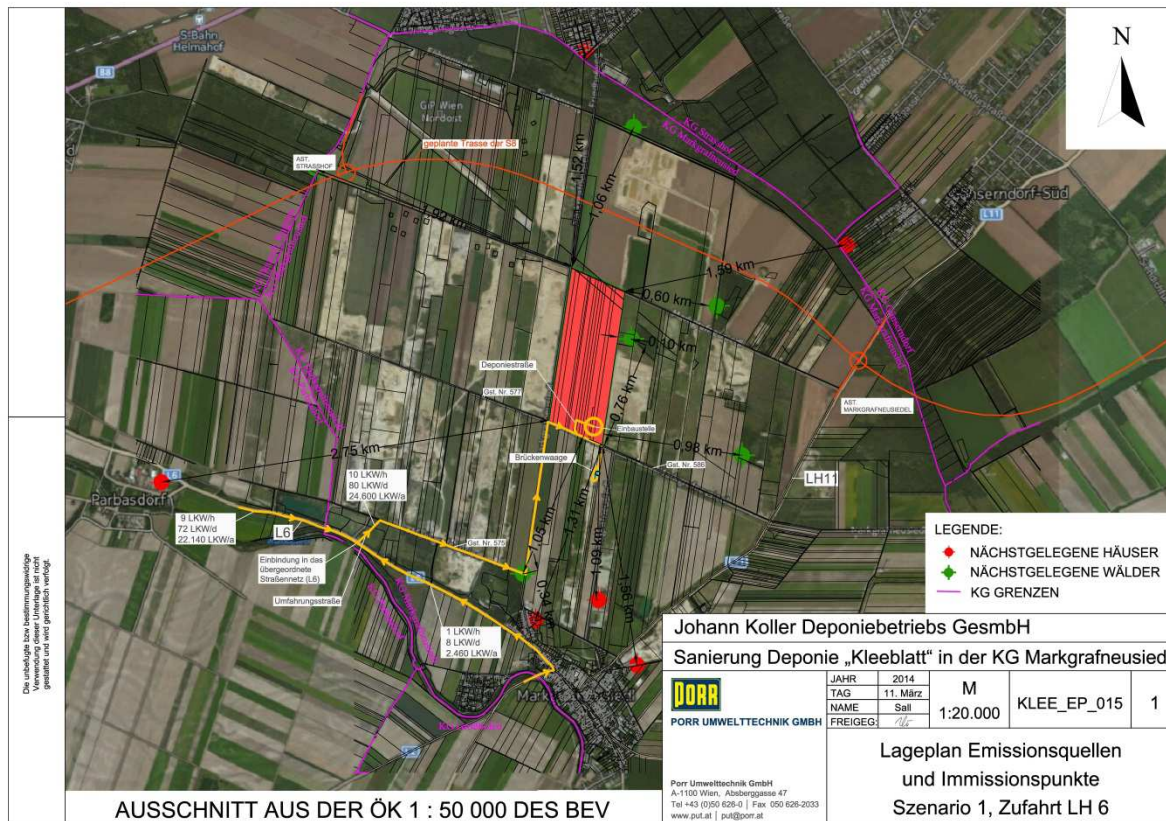 S-Bahn
Helmahof
B8
GiP Wien
Nordost
geplante Trasse der S8
AST.
STRASSHOF
KG Strasshof
KG Markgrafneusiedl
N
1,52 km
1,06 km
Gänserndorf-Süd
L11
1,59 km
0,60 km
0,10 km
Deponiestraße
Gst. Nr. 577
0,76 km
Einbaustelle
Brückenwaage
0,98 km
Gst. Nr. 586
AST.
MARKGRAFNEUSIEDEL
KG Markgrafneusiedl
LH11
2,75 km
L6
Parbasdorf
10 LKW/h
80 LKW/d
24.600 LKW/a
9 LKW/h
72 LKW/d
22.140 LKW/a
L6
Gst. Nr. 575
Einbindung in das
übergeordnete
Straßennetz (L6)
Umfahrungsstraße
1,05 km
1,31 km
1,09 km
1,56 km
1 LKW/h
8 LKW/d
2.460 LKW/a
LEGENDE:
NÄCHSTGELEGENE HÄUSER
NÄCHSTGELEGENE WÄLDER
KG GRENZEN
Die unbefugte bzw bestimmungswidrige
Verwendung dieser Unterlage ist nicht
gestattet und wird gerichtlich verfolgt.
Johann Koller Deponiebetriebs GesmbH
Sanierung Deponie „Kleeblatt“ in der KG Markgrafneusied
PORR
PORR UMWELTTECHNIK GMBH
JAHR 2014
TAG 11. März
NAME Sall
FREIGEG:
M
1:20.000
KLEE_EP_015
1
Porr Umwelttechnik GmbH
A-1100 Wien, Absberggasse 47
Tel +43 (0)50 626-0 | Fax 050 626-2033
www.put.at | put@porr.at
Lageplan Emissionsquellen
und Immissionspunkte
Szenario 1, Zufahrt LH 6
AUSSCHNITT AUS DER ÖK 1 : 50 000 DES BEV